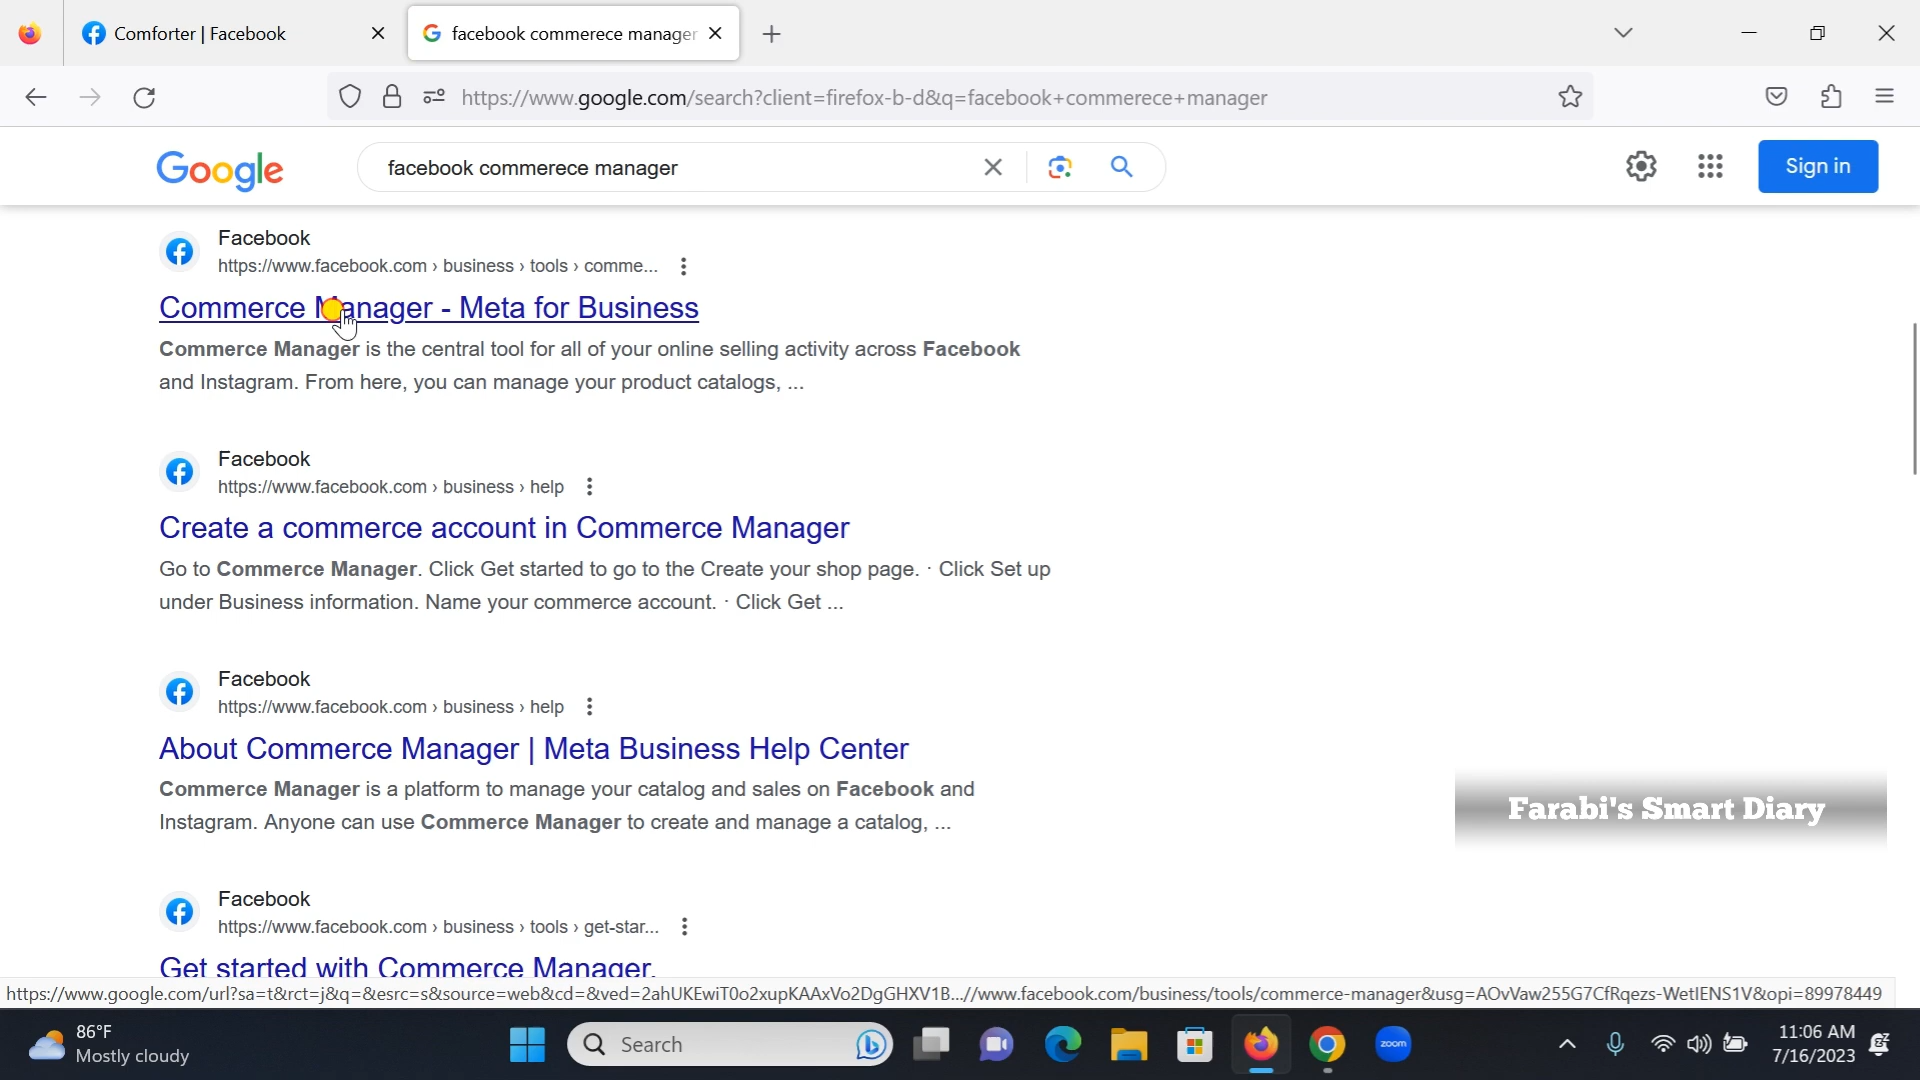 Comforter | Facebook
facebook commerece manager
https://www.google.com/search?client=firefox-b-d&q=facebook+commerece+manager
Google
facebook commerece manager
Sign in
Facebook
https://www.facebook.com › business › tools › comme...
Commerce Manager - Meta for Business
Commerce Manager is the central tool for all of your online selling activity across Facebook
and Instagram. From here, you can manage your product catalogs, ...
Facebook
https://www.facebook.com › business › help
Create a commerce account in Commerce Manager
Go to Commerce Manager. Click Get started to go to the Create your shop page. · Click Set up
under Business information. Name your commerce account. · Click Get ...
Facebook
https://www.facebook.com › business › help
About Commerce Manager | Meta Business Help Center
Commerce Manager is a platform to manage your catalog and sales on Facebook and
Instagram. Anyone can use Commerce Manager to create and manage a catalog, ...
Farabi's Smart Diary
Facebook
https://www.facebook.com › business › tools › get-star...
Get started with Commerce Manager.
https://www.google.com/url?sa=t&rct=j&q=&esrc=s&source=web&cd=&ved=2ahUKEwiT0o2xupKAAxVo2DgGHXV1B...//www.facebook.com/business/tools/commerce-manager&usg=AOvVaw255G7CfRqezs-WetIENS1V&opi=89978449
86°F
Mostly cloudy
Search
zoom
11:06 AM
7/16/2023